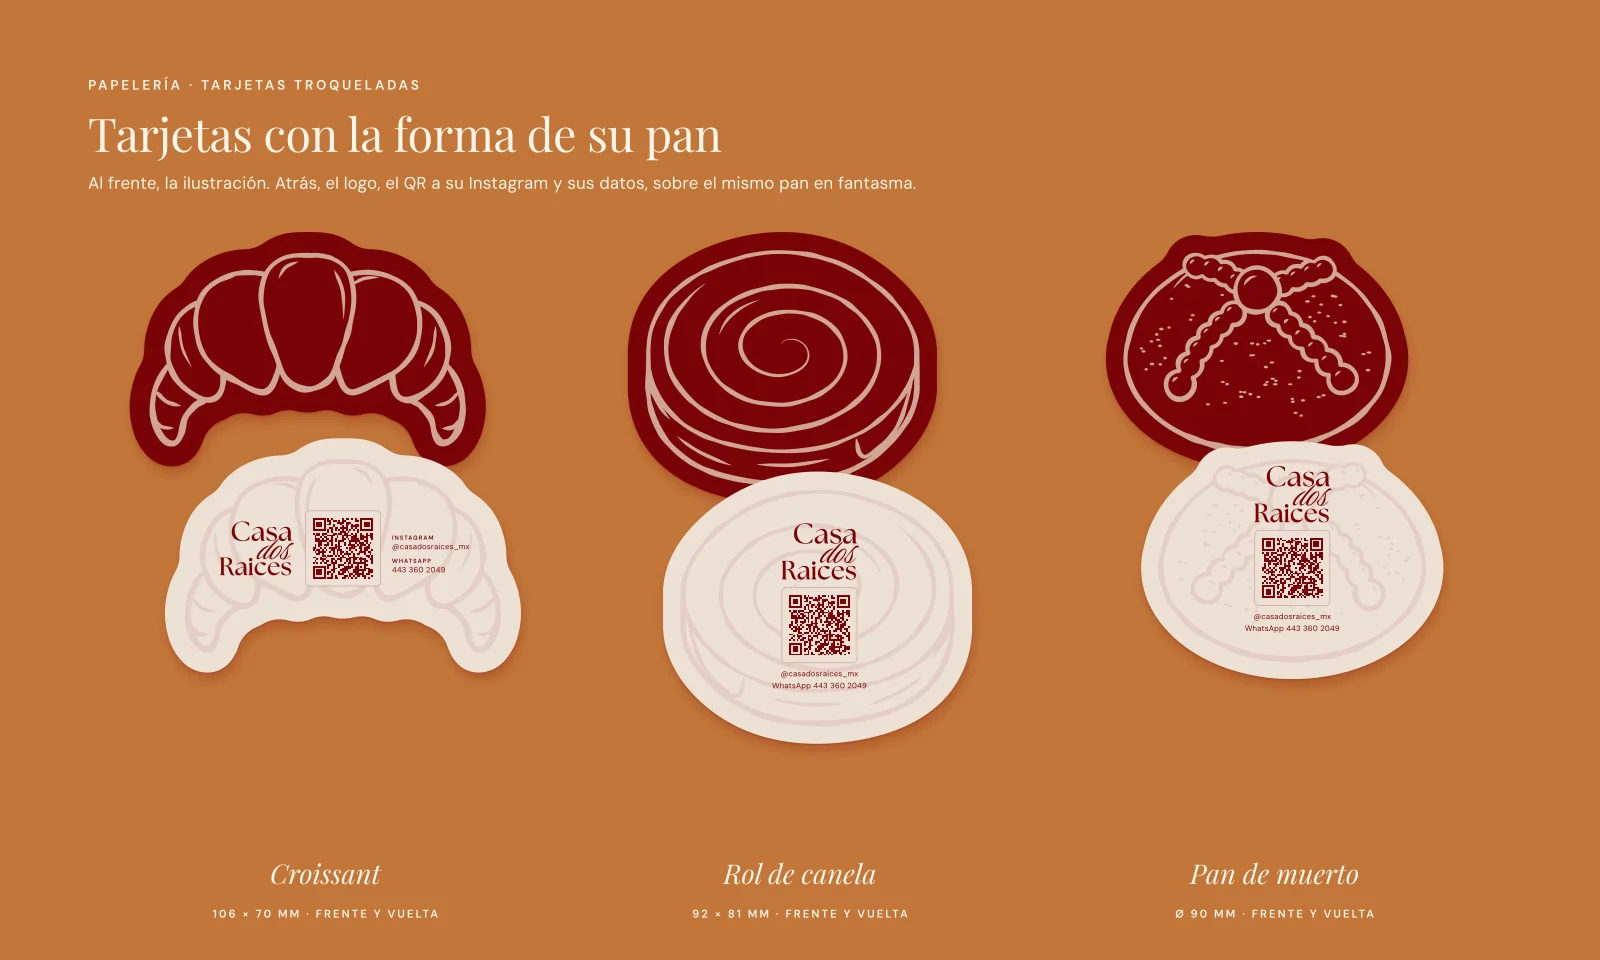 PAPELERÍA · TARJETAS TROQUELADAS
Tarjetas con la forma de su pan
Al frente, la ilustración. Atrás, el logo, el QR a su Instagram y sus datos, sobre el mismo pan en fantasma.
Casa
dos
Raices
INSTAGRAM
@casadosraices_mx
WHATSAPP
443 360 2049
Casa
dos
Raices
@casadosraices_mx
WhatsApp 443 360 2049
Casa
dos
Raices
@casadosraices_mx
WhatsApp 443 360 2049
Croissant
106 × 70 MM · FRENTE Y VUELTA
Rol de canela
92 × 81 MM · FRENTE Y VUELTA
Pan de muerto
Ø 90 MM · FRENTE Y VUELTA